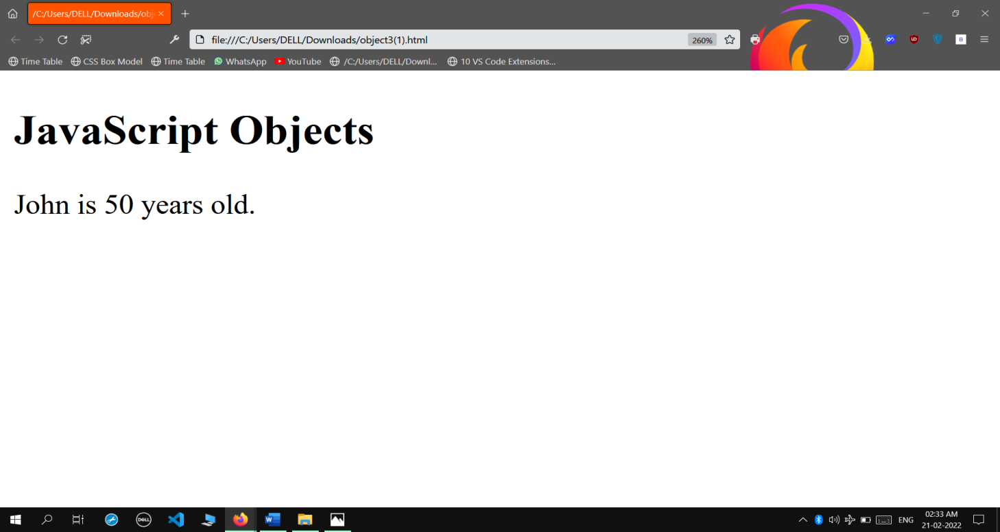 /C:/Users/DELL/Downloads/obj
file:///C:/Users/DELL/Downloads/object3(1).html
260%
Time Table
CSS Box Model
Time Table
WhatsApp
YouTube
/C:/Users/DELL/Downl...
10 VS Code Extensions...
JavaScript Objects
John is 50 years old.
DELL
W
ENG
02:33 AM
21-02-2022